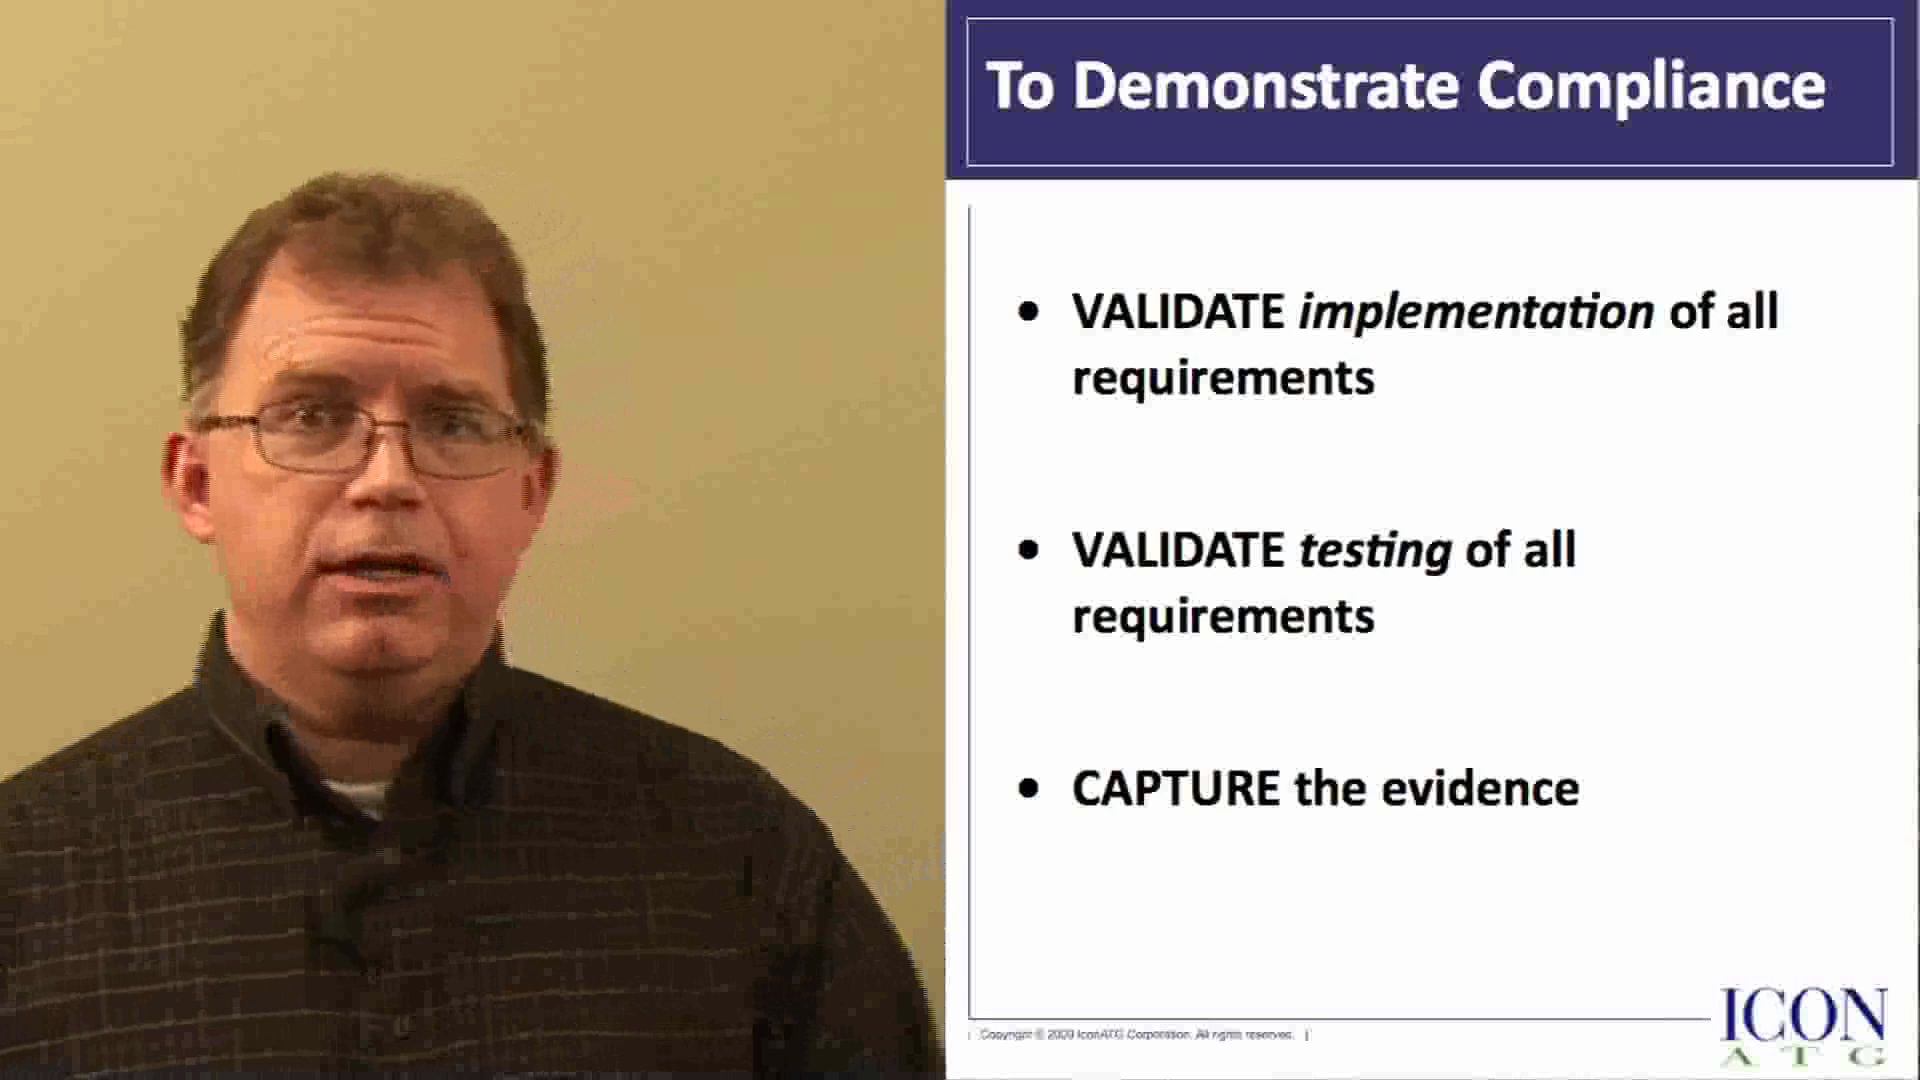 To Demonstrate Compliance
• VALIDATE implementation of all
requirements
• VALIDATE testing of all
requirements
• CAPTURE the evidence
Copyright © 2009 IconATG Corporation. All rights reserved.
ICON
ATG